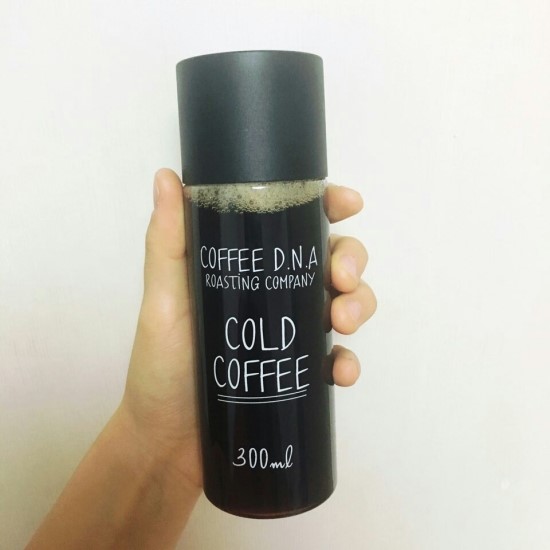 COFFEE D.N.A
ROASTING COMPANY
COLD
COFFEE
300ml